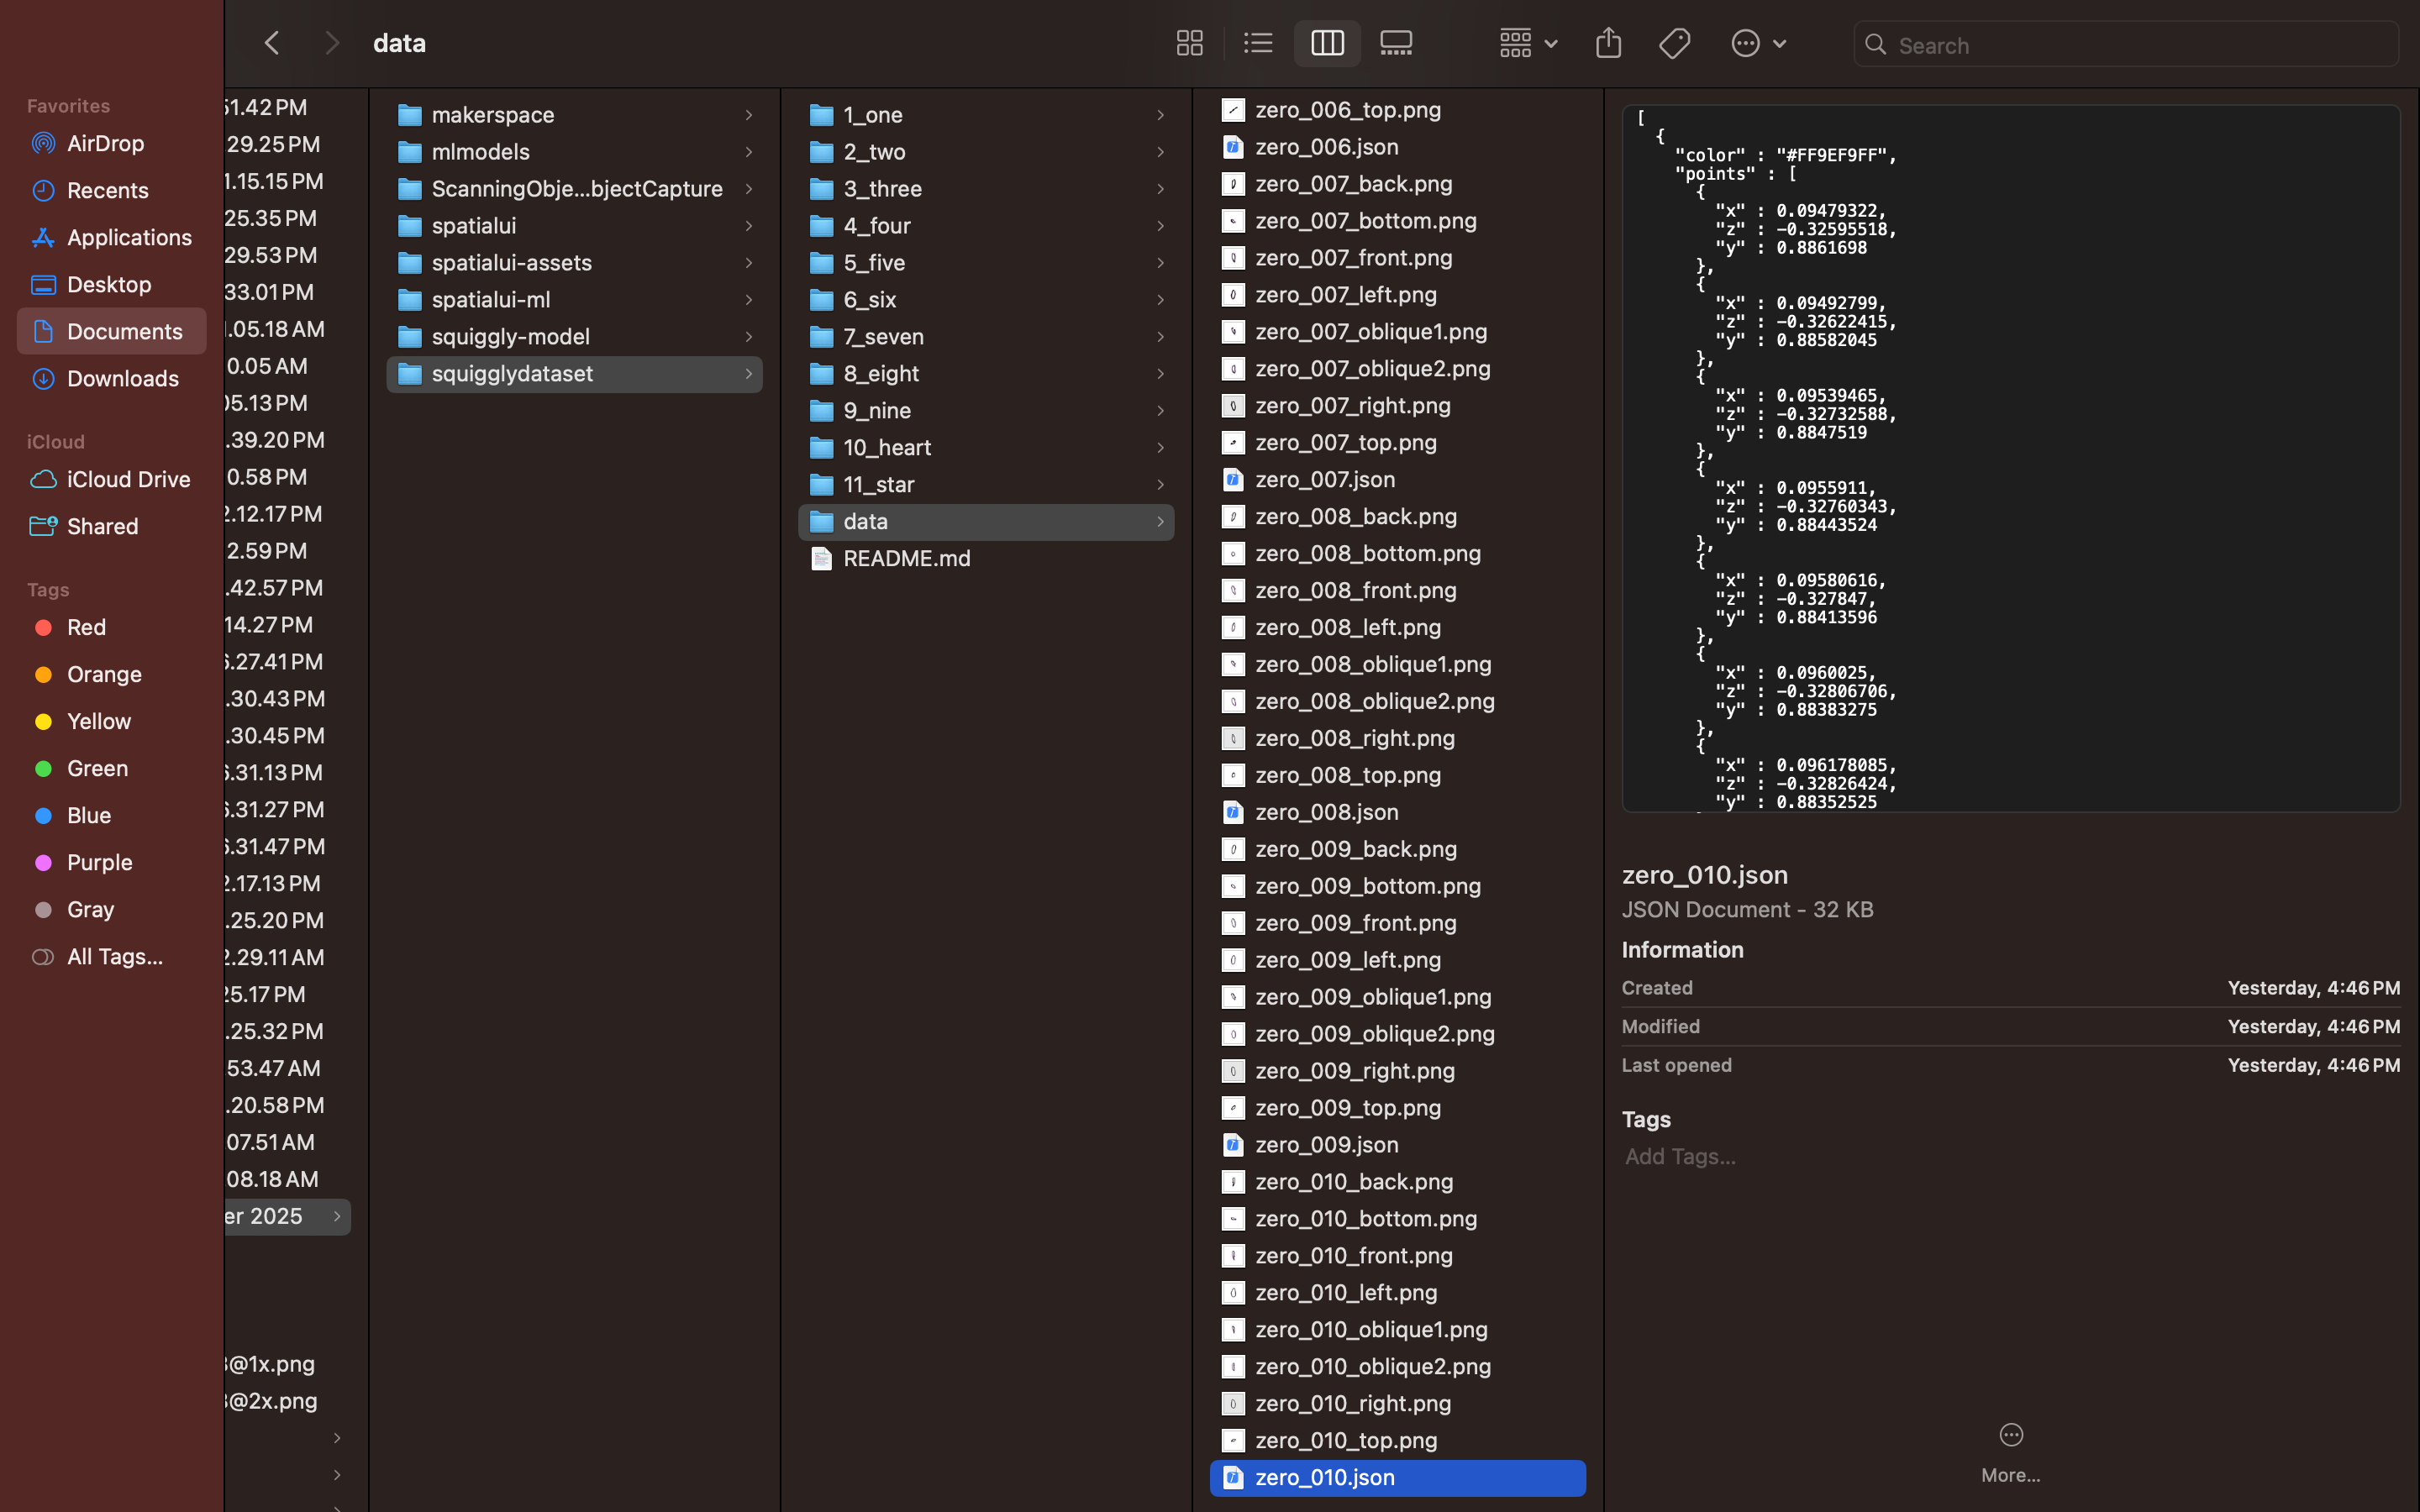 data
Search
Favorites
AirDrop
Recents
Applications
Desktop
Documents
Downloads
iCloud
iCloud Drive
Shared
Tags
Red
Orange
Yellow
Green
Blue
Purple
Gray
All Tags...
51.42 PM
29.25 PM
1.15.15 PM
25.35 PM
29.53 PM
33.01 PM
.05.18 AM
0.05 AM
05.13 PM
.39.20 PM
0.58 PM
2.12.17 PM
2.59 PM
.42.57 PM
14.27 PM
6.27.41 PM
.30.43 PM
.30.45 PM
6.31.13 PM
6.31.27 PM
6.31.47 PM
2.17.13 PM
.25.20 PM
2.29.11 AM
25.17 PM
.25.32 PM
53.47 AM
.20.58 PM
07.51 AM
08.18 AM
er 2025
@1x.png
@2x.png
makerspace
mlmodels
ScanningObje...bjectCapture
spatialui
spatialui-assets
spatialui-ml
squiggly-model
squigglydataset
1_one
2_two
3_three
4_four
5_five
6_six
7_seven
8_eight
9_nine
10_heart
11_star
data
README.md
zero_006_top.png
zero_006.json
zero_007_back.png
zero_007_bottom.png
zero_007_front.png
zero_007_left.png
zero_007_oblique1.png
zero_007_oblique2.png
zero_007_right.png
zero_007_top.png
zero_007.json
zero_008_back.png
zero_008_bottom.png
zero_008_front.png
zero_008_left.png
zero_008_oblique1.png
zero_008_oblique2.png
zero_008_right.png
zero_008_top.png
zero_008.json
zero_009_back.png
zero_009_bottom.png
zero_009_front.png
zero_009_left.png
zero_009_oblique1.png
zero_009_oblique2.png
zero_009_right.png
zero_009_top.png
zero_009.json
zero_010_back.png
zero_010_bottom.png
zero_010_front.png
zero_010_left.png
zero_010_oblique1.png
zero_010_oblique2.png
zero_010_right.png
zero_010_top.png
zero_010.json
[
{
"color" : "#FF9EF9FF",
"points" : [
{
"x" : 0.09479322,
"z" : -0.32595518,
"y" : 0.8861698
},
{
"x" : 0.09492799,
"z" : -0.32622415,
"y" : 0.88582045
},
{
"x" : 0.09539465,
"z" : -0.32732588,
"y" : 0.8847519
},
{
"x" : 0.0955911,
"z" : -0.32760343,
"y" : 0.88443524
},
{
"x" : 0.09580616,
"z" : -0.327847,
"y" : 0.88413596
},
{
"x" : 0.0960025,
"z" : -0.32806706,
"y" : 0.88383275
},
{
"x" : 0.096178085,
"z" : -0.32826424,
"y" : 0.88352525
zero_010.json
JSON Document - 32 KB
Information
Created Yesterday, 4:46 PM
Modified Yesterday, 4:46 PM
Last opened Yesterday, 4:46 PM
Tags
Add Tags...
More...